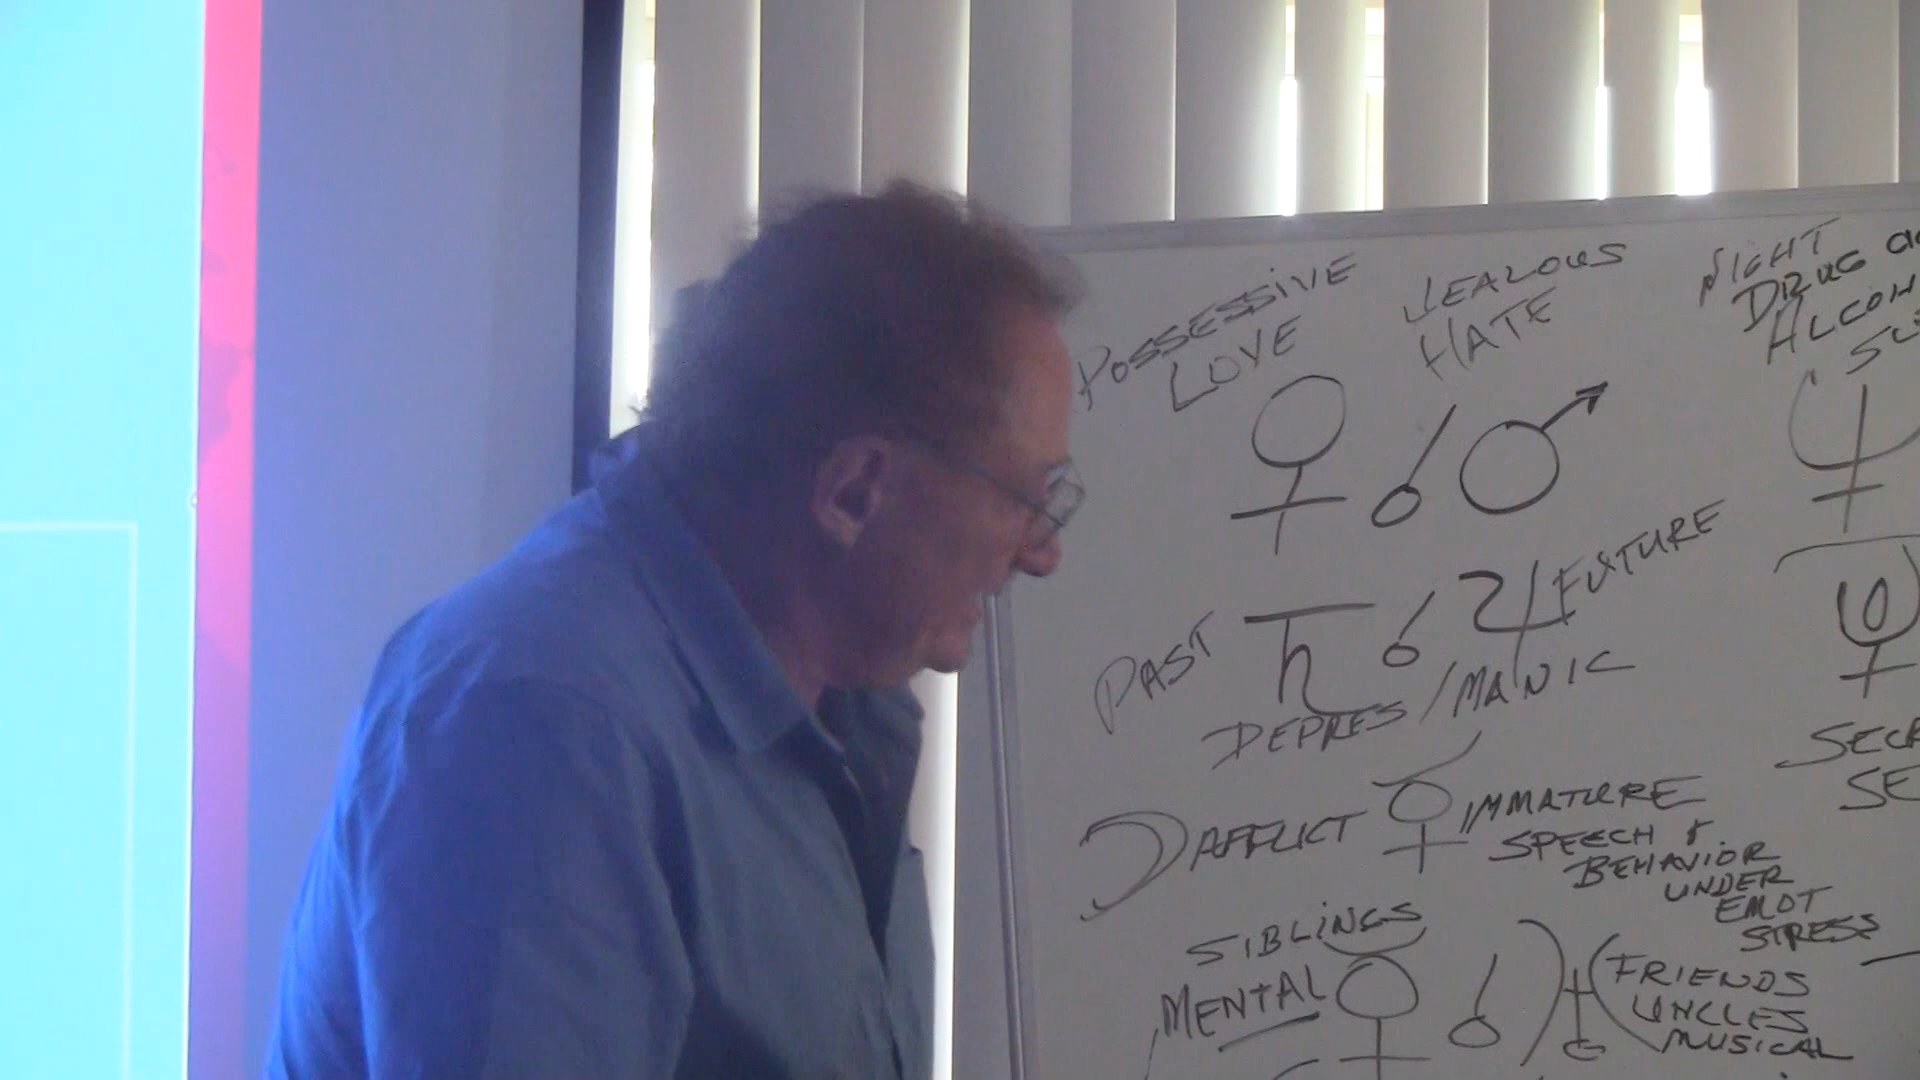 POSSESSIVE
LOVE
JEALOUS
HATE
♀ ☌ ♂
NIGHT
DRUG
PAST ♄ ☌ ♃ FUTURE
DEPRES/MANIC
☽ AFFLICT ☿ IMMATURE
SPEECH &
BEHAVIOR
UNDER
EMOT
STRESS
SIBLINGS
MENTAL ☿ ☌ ♅ FRIENDS
UNCLES
MUSICAL
♆
♇